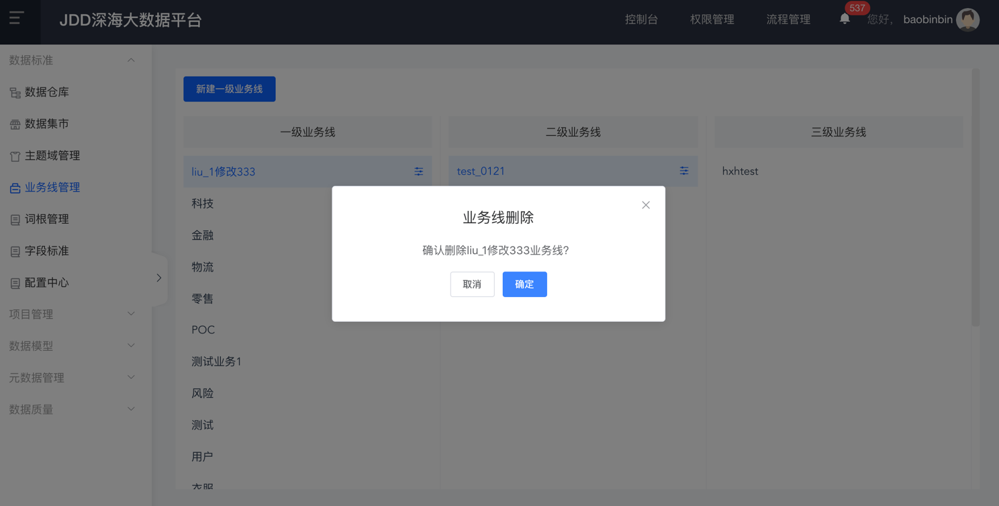 JDD深海大数据平台
控制台
权限管理
流程管理
537
您好，
baobinbin
数据标准
数据仓库
数据集市
主题域管理
业务线管理
词根管理
字段标准
配置中心
项目管理
数据模型
元数据管理
数据质量
新建一级业务线
一级业务线
二级业务线
三级业务线
liu_1修改333
test_0121
hxhtest
科技
金融
物流
零售
POC
测试业务1
风险
测试
用户
衣服
业务线删除
确认删除liu_1修改333业务线?
取消
确定